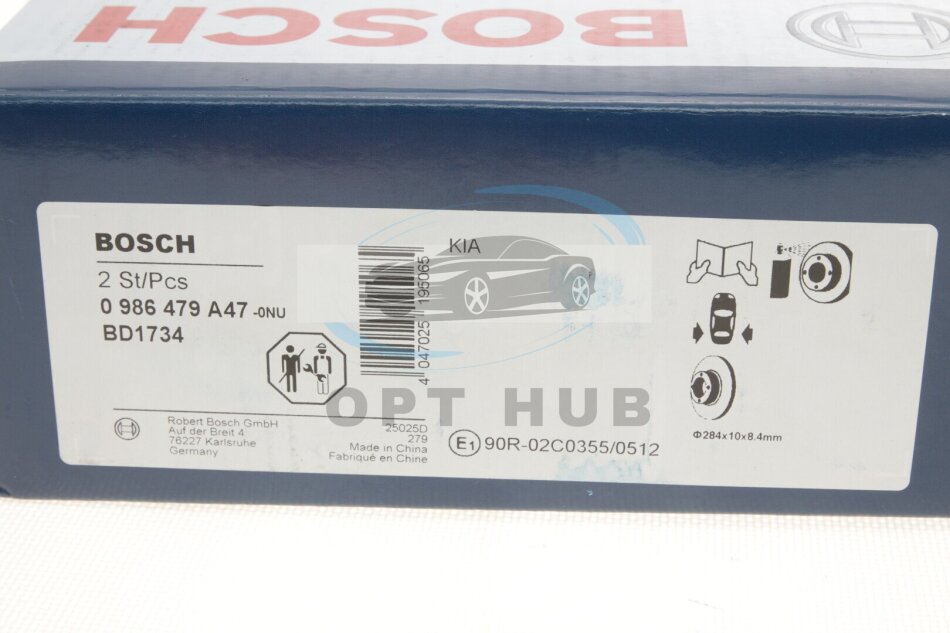 BOSCH
BOSCH
2 St/Pcs
0 986 479 A47 -0NU
BD1734
4 047025 195065
KIA
Robert Bosch GmbH
Auf der Breit 4
76227 Karlsruhe
Germany
25025D
279
Made in China
Fabriqué en Chine
E1 90R-02C0355/0512
Φ284x10x8.4mm
OPT HUB